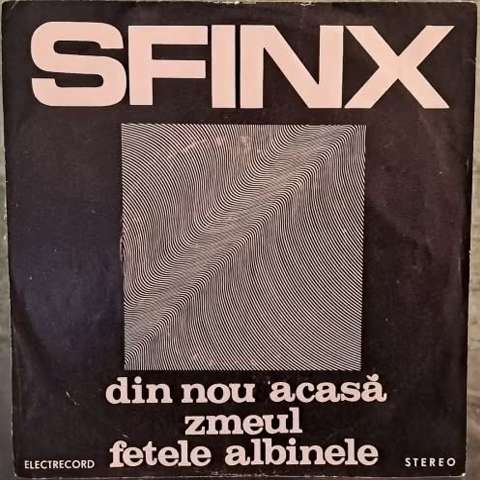 SFINX
din nou acasă
zmeul
fetele albinele
ELECTRECORD
STEREO